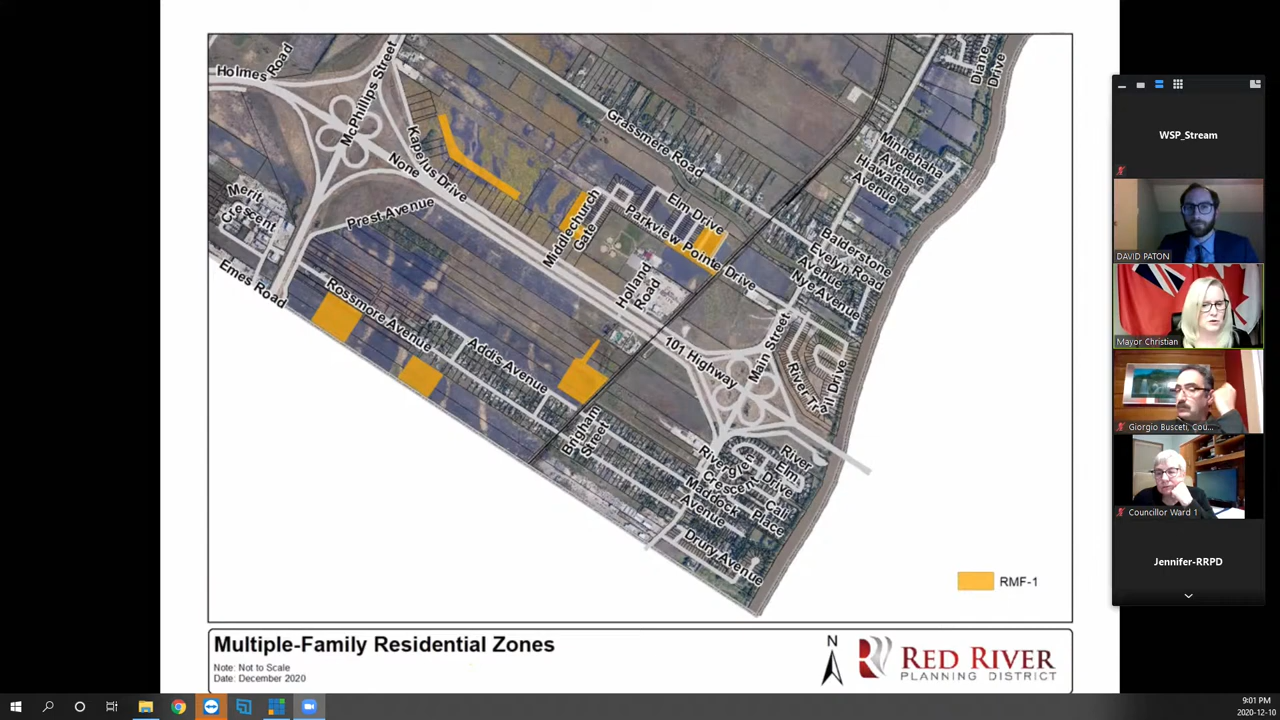 Holmes Road
McPhillips Street
Kapelus Drive
None
Merit
Crescent
Prest Avenue
Emes Road
Rossmore Avenue
Addis Avenue
Grassmere Road
Middlechurch
Gate
Elm Drive
Parkview Pointe Drive
Holland
Road
101 Highway
Main Street
Diane
Drive
Minnehaha
Avenue
Hiawatha
Avenue
Balderstone
Evelyn Road
Avenue
Nye Avenue
Brigham
Street
River
Elm
Drive
Crescent
Maddock
Avenue
Cali
Place
Drury Avenue
RMF-1
Multiple-Family Residential Zones
Note: Not to Scale
Date: December 2020
N
RED RIVER
PLANNING DISTRICT
WSP_Stream
DAVID PATON
Mayor Christian
Giorgio Busceti, Cou...
Councillor Ward 1
Jennifer-RRPD
9:01 PM
2020-12-10